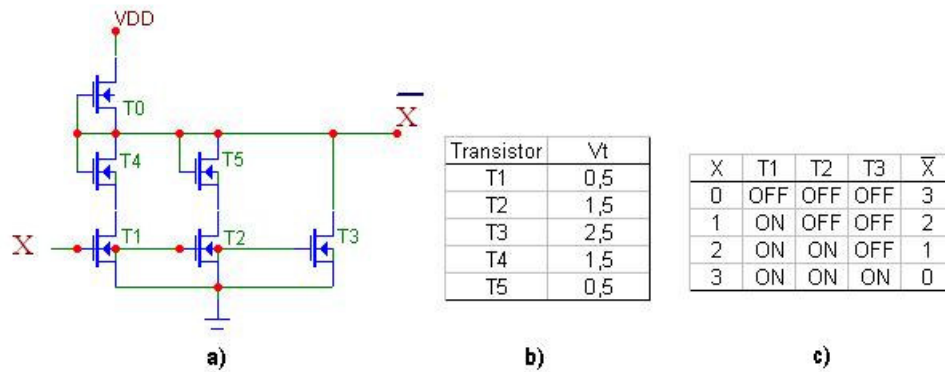 VDD
T0
X
T4
T5
X
T1
T2
T3
a)
Transistor Vt
T1 0,5
T2 1,5
T3 2,5
T4 1,5
T5 0,5
b)
X T1 T2 T3 X̅
0 OFF OFF OFF 3
1 ON OFF OFF 2
2 ON ON OFF 1
3 ON ON ON 0
c)